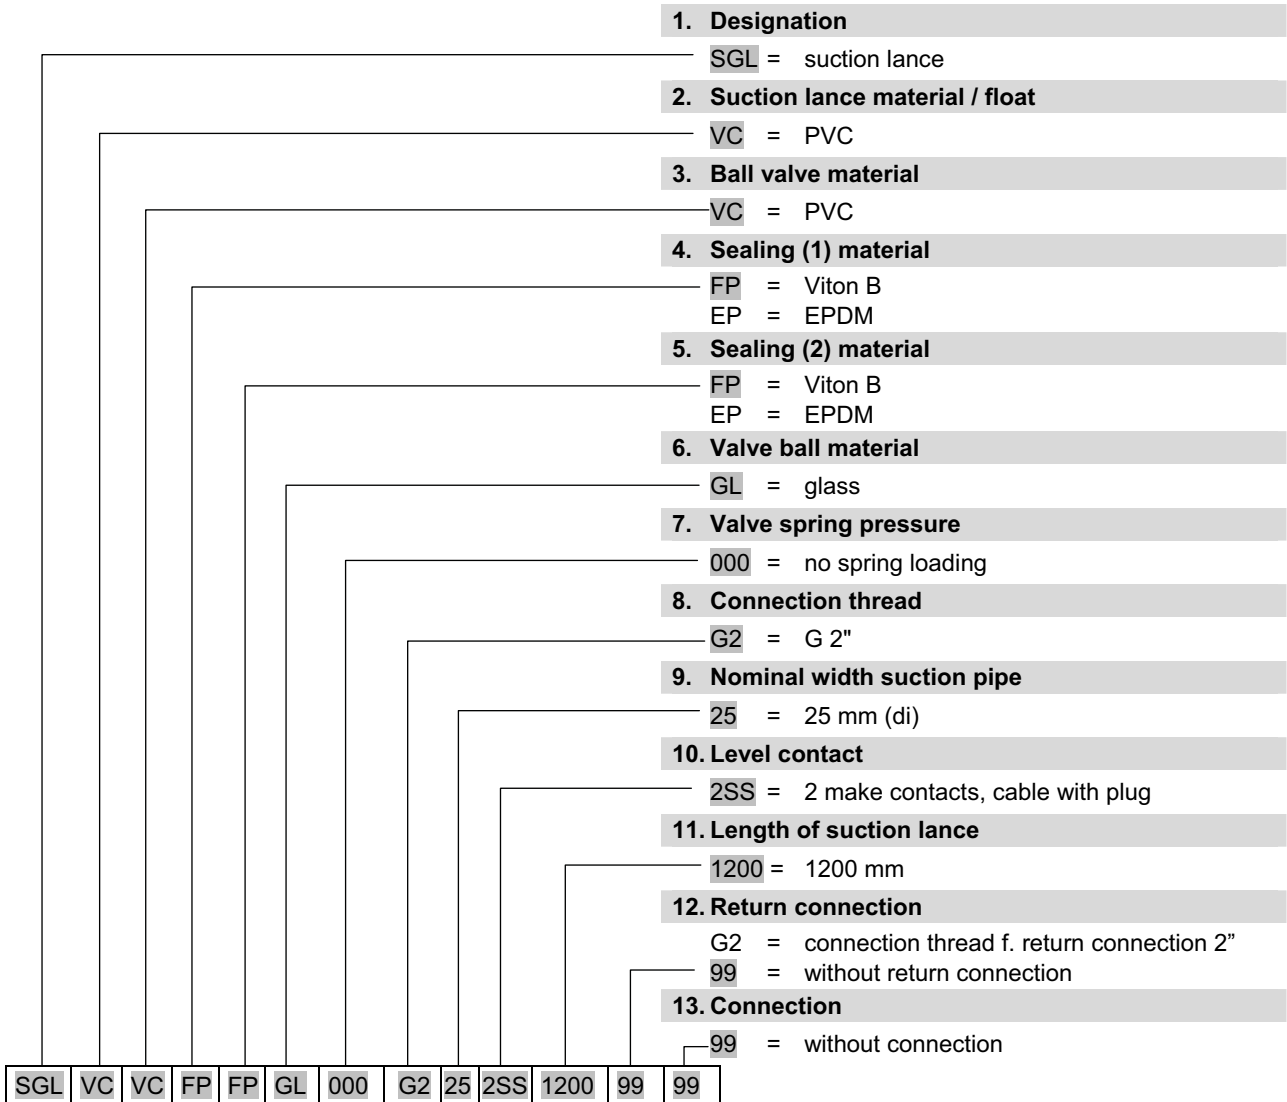 1. Designation
SGL = suction lance
2. Suction lance material / float
VC = PVC
3. Ball valve material
VC = PVC
4. Sealing (1) material
FP = Viton B
EP = EPDM
5. Sealing (2) material
FP = Viton B
EP = EPDM
6. Valve ball material
GL = glass
7. Valve spring pressure
000 = no spring loading
8. Connection thread
G2 = G 2"
9. Nominal width suction pipe
25 = 25 mm (di)
10. Level contact
2SS = 2 make contacts, cable with plug
11. Length of suction lance
1200 = 1200 mm
12. Return connection
G2 = connection thread f. return connection 2”
99 = without return connection
13. Connection
99 = without connection
SGL VC VC FP FP GL 000 G2 25 2SS 1200 99 99